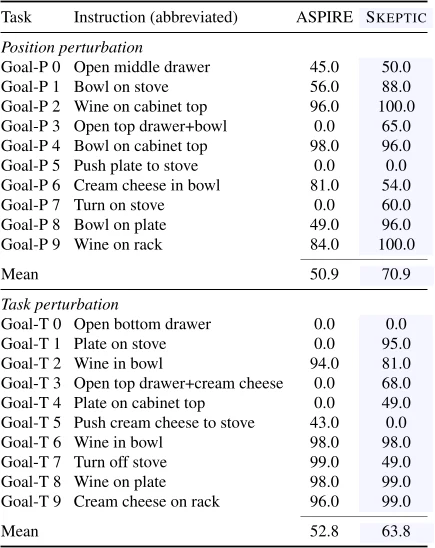 Task Instruction (abbreviated) ASPIRE SKEPTIC
Position perturbation
Goal-P 0 Open middle drawer 45.0 50.0
Goal-P 1 Bowl on stove 56.0 88.0
Goal-P 2 Wine on cabinet top 96.0 100.0
Goal-P 3 Open top drawer+bowl 0.0 65.0
Goal-P 4 Bowl on cabinet top 98.0 96.0
Goal-P 5 Push plate to stove 0.0 0.0
Goal-P 6 Cream cheese in bowl 81.0 54.0
Goal-P 7 Turn on stove 0.0 60.0
Goal-P 8 Bowl on plate 49.0 96.0
Goal-P 9 Wine on rack 84.0 100.0
Mean 50.9 70.9
Task perturbation
Goal-T 0 Open bottom drawer 0.0 0.0
Goal-T 1 Plate on stove 0.0 95.0
Goal-T 2 Wine in bowl 94.0 81.0
Goal-T 3 Open top drawer+cream cheese 0.0 68.0
Goal-T 4 Plate on cabinet top 0.0 49.0
Goal-T 5 Push cream cheese to stove 43.0 0.0
Goal-T 6 Wine in bowl 98.0 98.0
Goal-T 7 Turn off stove 99.0 49.0
Goal-T 8 Wine on plate 98.0 99.0
Goal-T 9 Cream cheese on rack 96.0 99.0
Mean 52.8 63.8